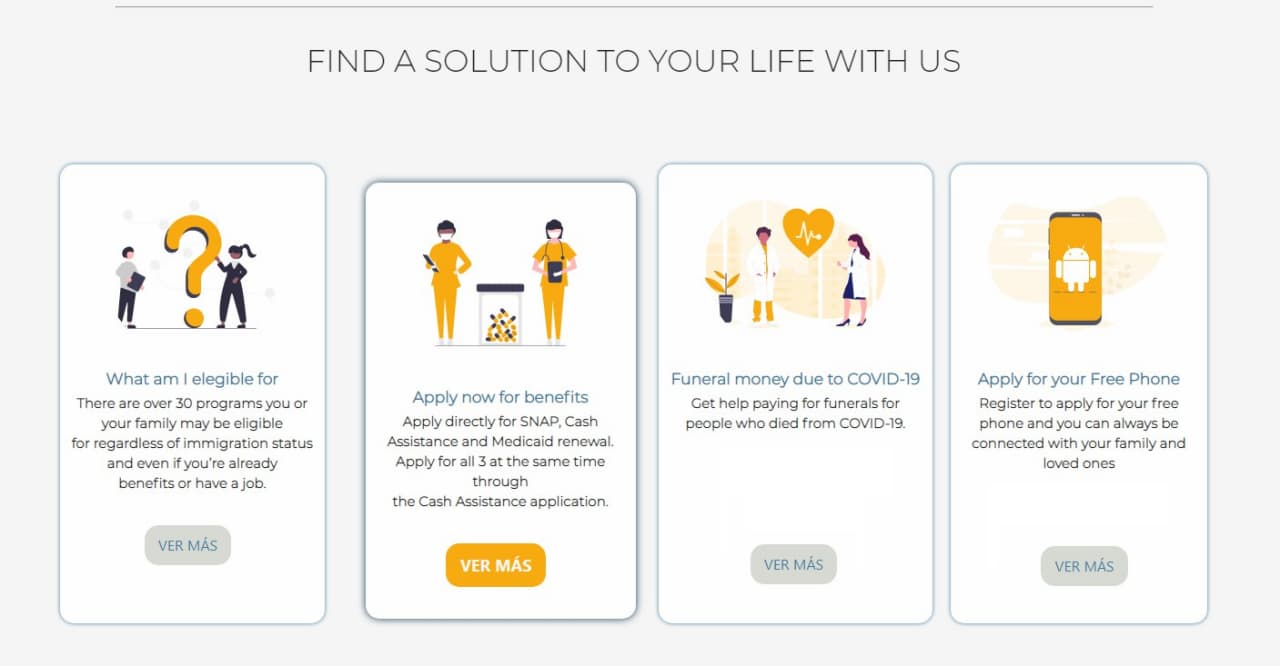 FIND A SOLUTION TO YOUR LIFE WITH US
What am I elegible for
There are over 30 programs you or
your family may be eligible
for regardless of immigration status
and even if you're already
benefits or have a job.
VER MÁS
Apply now for benefits
Apply directly for SNAP, Cash
Assistance and Medicaid renewal.
Apply for all 3 at the same time
through
the Cash Assistance application.
VER MÁS
Funeral money due to COVID-19
Get help paying for funerals for
people who died from COVID-19.
VER MÁS
Apply for your Free Phone
Register to apply for your free
phone and you can always be
connected with your family and
loved ones
VER MÁS